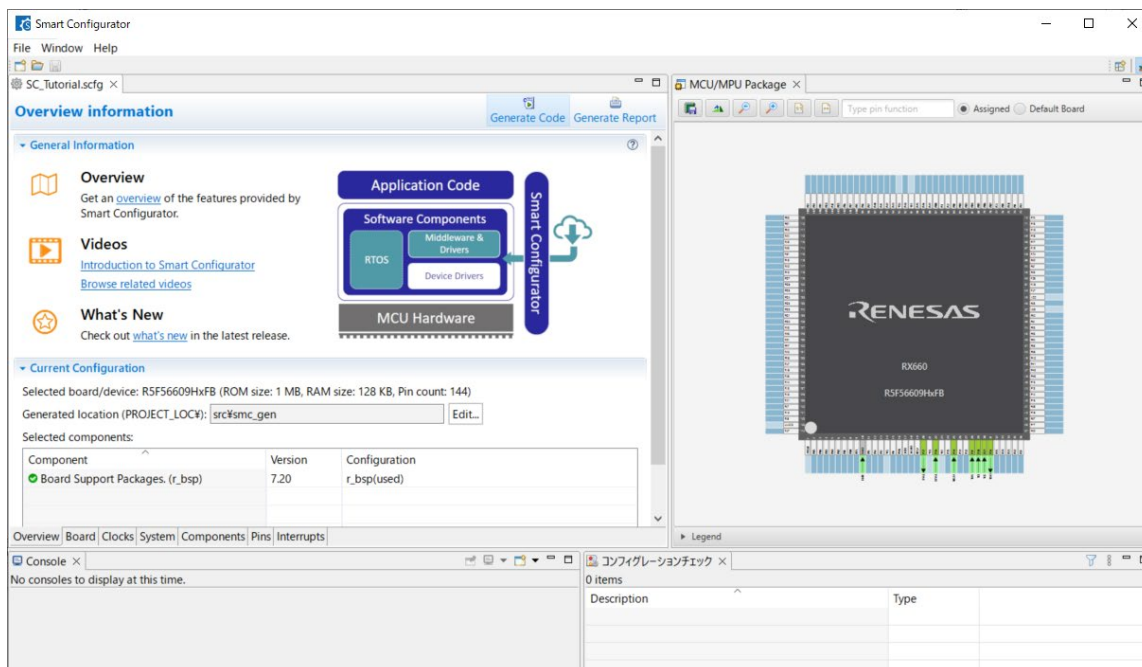 Smart Configurator
File Window Help
SC_Tutorial.scfg
Overview information
Generate Code Generate Report
General Information
Overview
Get an overview of the features provided by
Smart Configurator.
Videos
Introduction to Smart Configurator
Browse related videos
What's New
Check out what's new in the latest release.
Application Code
Software Components
RTOS
Middleware &
Drivers
Device Drivers
MCU Hardware
Smart Configurator
Current Configuration
Selected board/device: R5F56609HxFB (ROM size: 1 MB, RAM size: 128 KB, Pin count: 144)
Generated location (PROJECT_LOC¥): src¥smc_gen Edit...
Selected components:
Component Version Configuration
Board Support Packages. (r_bsp) 7.20 r_bsp(used)
Overview Board Clocks System Components Pins Interrupts
MCU/MPU Package
Type pin function Assigned Default Board
RENESAS
RX660
R5F56609HxFB
Legend
Console
No consoles to display at this time.
コンフィグレーションチェック
0 items
Description Type